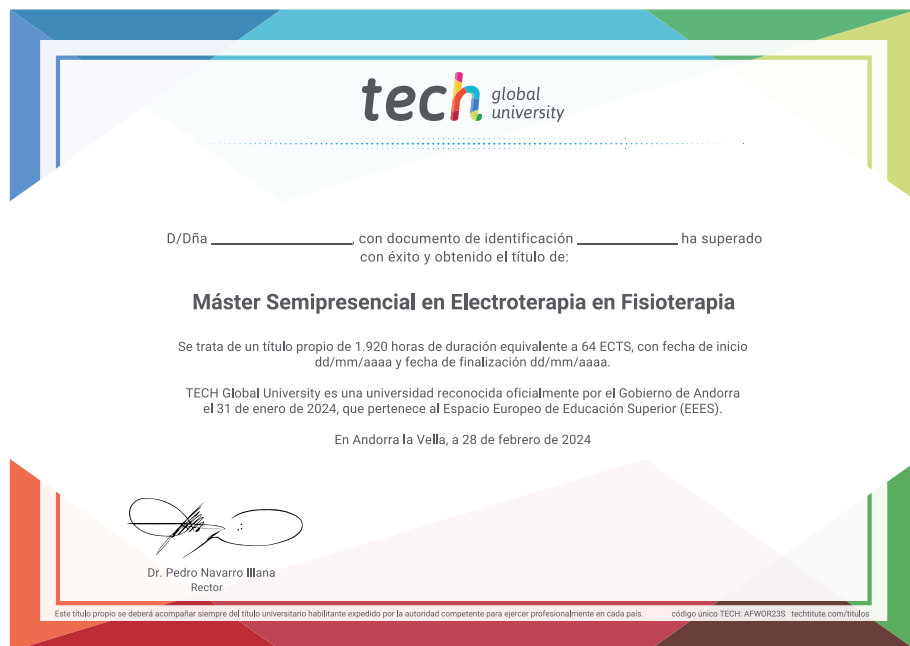 tech global
university
D/Dña ____________________, con documento de identificación ______________ ha superado
con éxito y obtenido el título de:
Máster Semipresencial en Electroterapia en Fisioterapia
Se trata de un título propio de 1.920 horas de duración equivalente a 64 ECTS, con fecha de inicio
dd/mm/aaaa y fecha de finalización dd/mm/aaaa.
TECH Global University es una universidad reconocida oficialmente por el Gobierno de Andorra
el 31 de enero de 2024, que pertenece al Espacio Europeo de Educación Superior (EEES).
En Andorra la Vella, a 28 de febrero de 2024
Dr. Pedro Navarro Illana
Rector
Este título propio se deberá acompañar siempre del título universitario habilitante expedido por la autoridad competente para ejercer profesionalmente en cada país. código único TECH: AFWOR23S techtitute.com/titulos